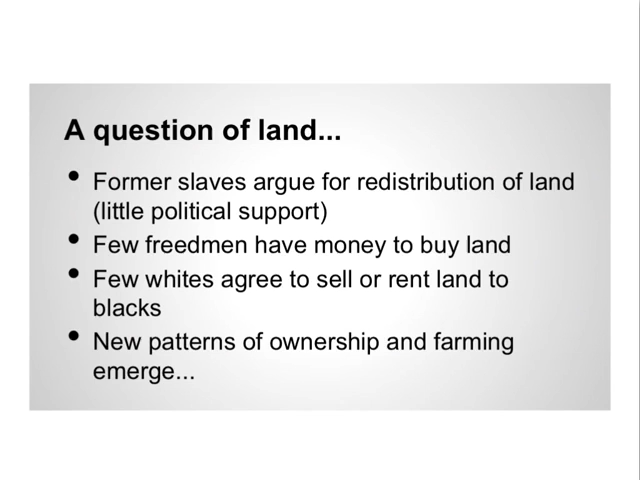 A question of land...
• Former slaves argue for redistribution of land
(little political support)
• Few freedmen have money to buy land
• Few whites agree to sell or rent land to
blacks
• New patterns of ownership and farming
emerge...